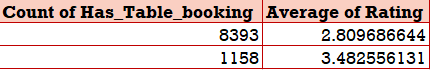 Count of Has_Table_booking Average of Rating
8393 2.809686644
1158 3.482556131